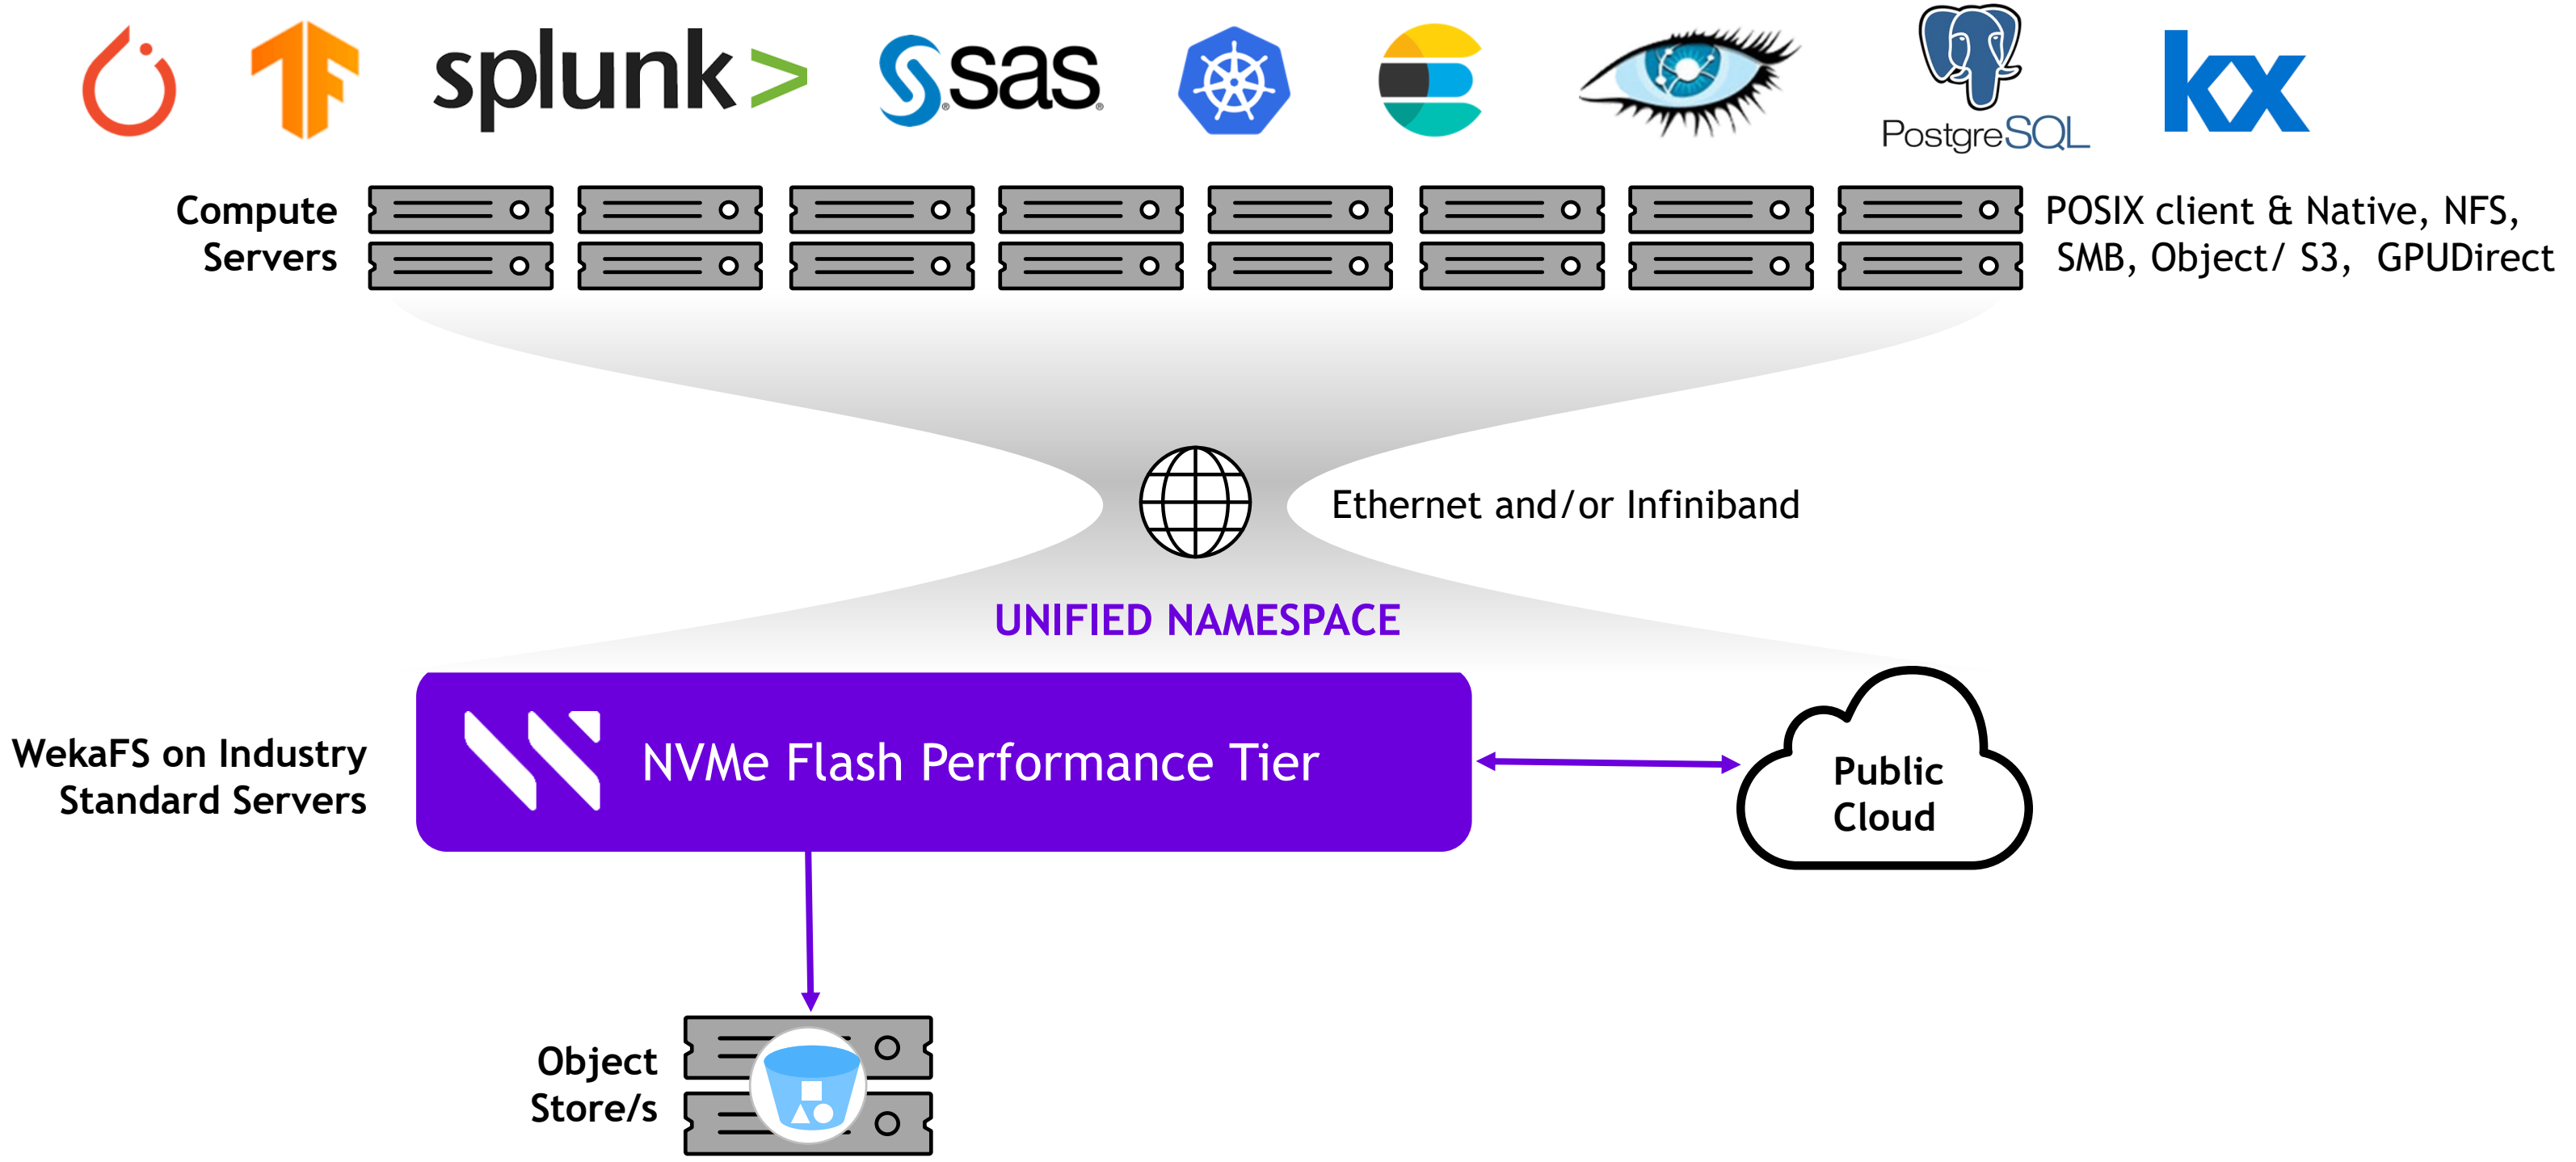 splunk>
sas
PostgreSQL
kx
Compute
Servers
POSIX client & Native, NFS,
SMB, Object/ S3, GPUDirect
Ethernet and/or Infiniband
UNIFIED NAMESPACE
WekaFS on Industry
Standard Servers
NVMe Flash Performance Tier
Public
Cloud
Object
Store/s